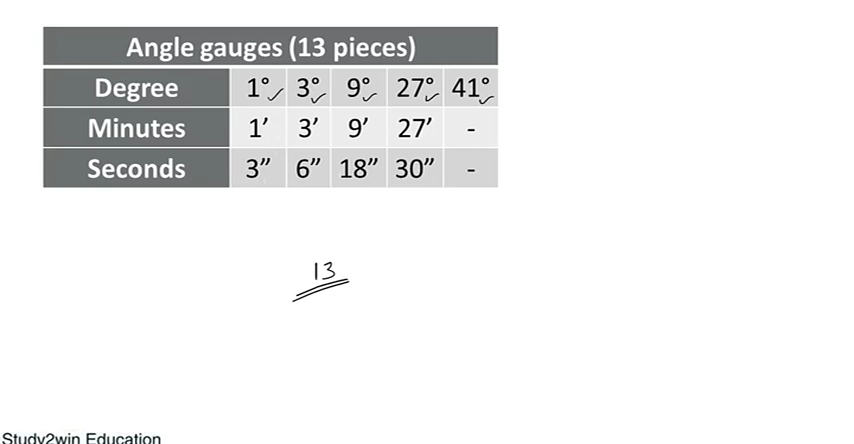 Angle gauges (13 pieces)
Degree 1° 3° 9° 27° 41°
Minutes 1’ 3’ 9’ 27’ -
Seconds 3” 6” 18” 30” -
13
Study2win Education